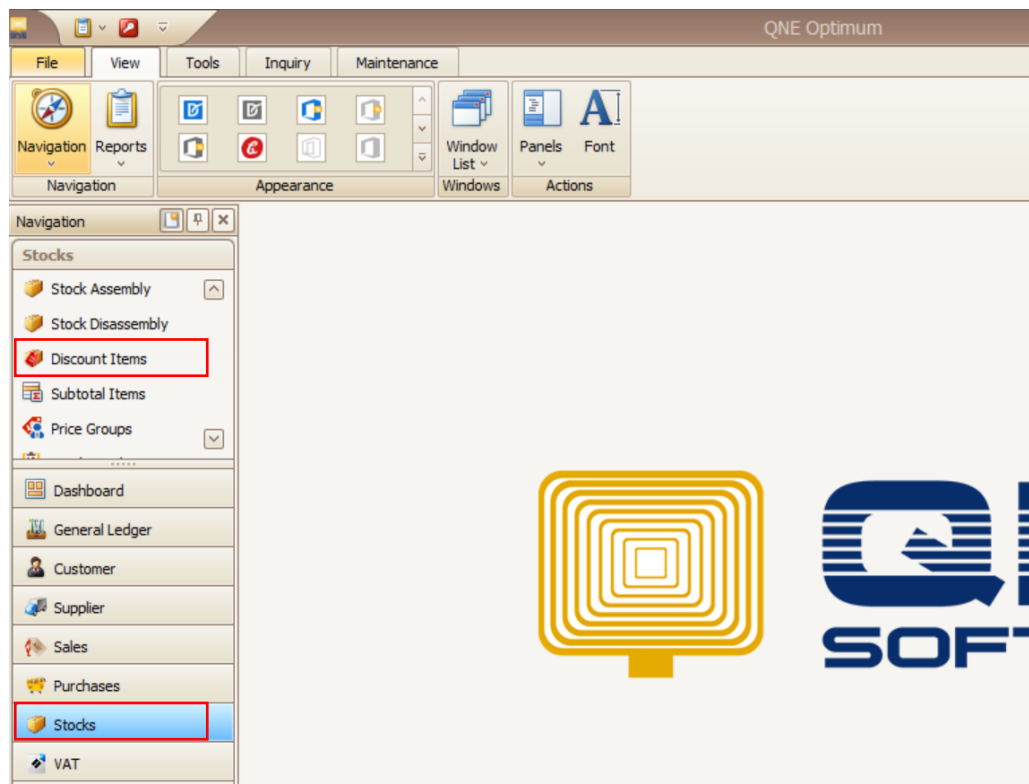 QNE Optimum
File View Tools Inquiry Maintenance
Navigation Reports Window List Panels Font
Navigation Appearance Windows Actions
Navigation
Stocks
Stock Assembly
Stock Disassembly
Discount Items
Subtotal Items
Price Groups
Dashboard
General Ledger
Customer
Supplier
Sales
Purchases
Stocks
VAT
Q
SOFT